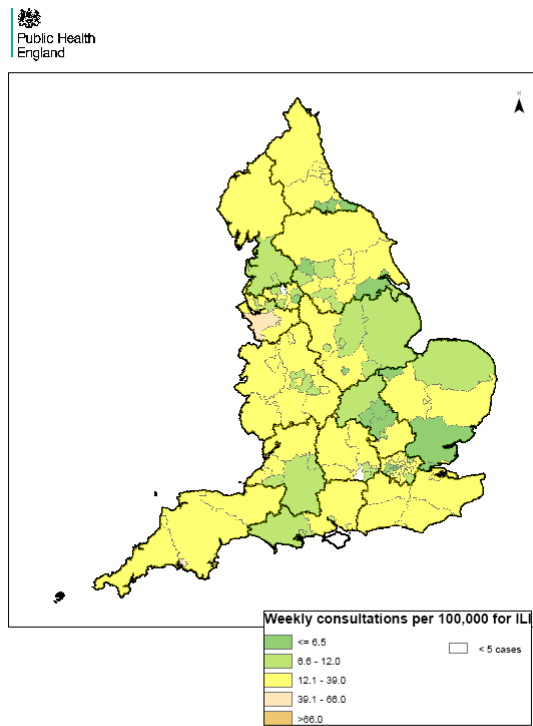 Public Health
England
N
Weekly consultations per 100,000 for ILI
<= 6.5
6.6 - 12.0
12.1 - 39.0
39.1 - 66.0
>66.0
< 5 cases